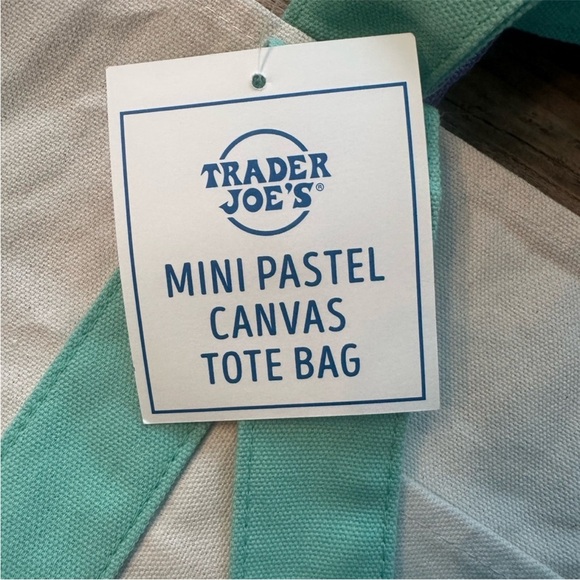 TRADER
JOE'S®
MINI PASTEL
CANVAS
TOTE BAG